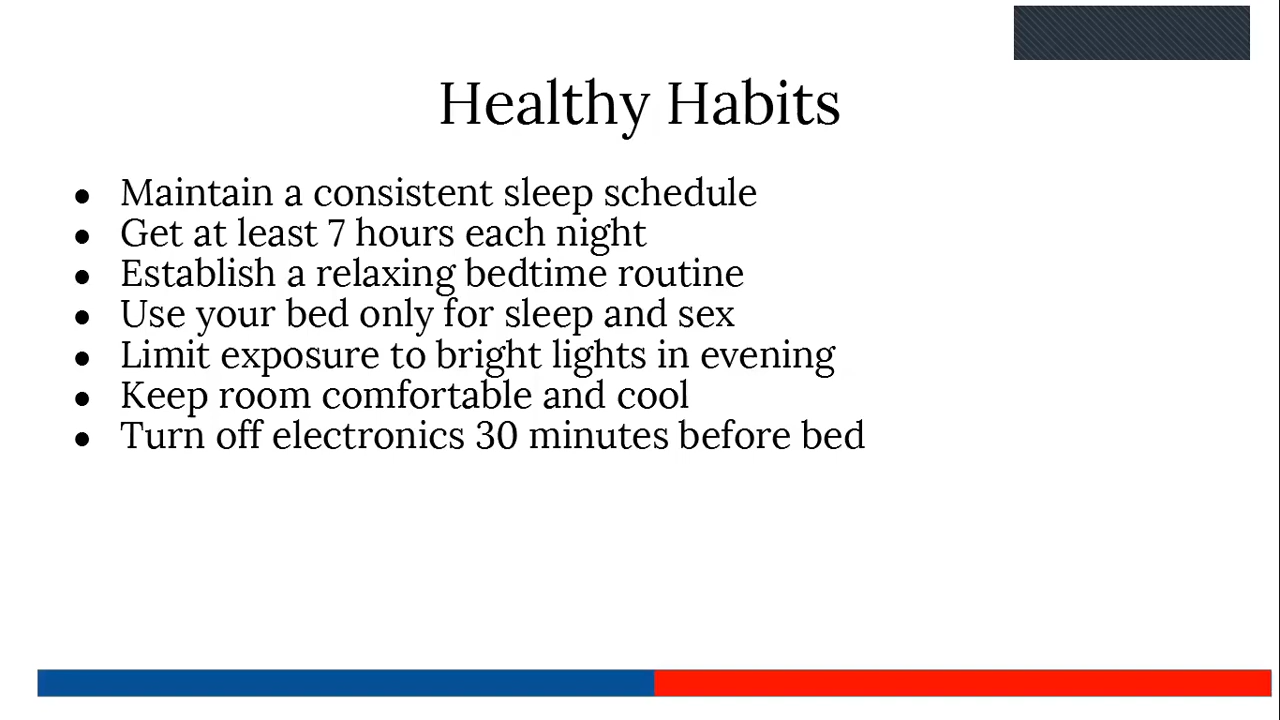 Healthy Habits
● Maintain a consistent sleep schedule
● Get at least 7 hours each night
● Establish a relaxing bedtime routine
● Use your bed only for sleep and sex
● Limit exposure to bright lights in evening
● Keep room comfortable and cool
● Turn off electronics 30 minutes before bed